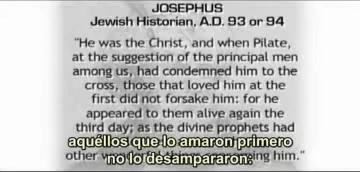 JOSEPHUS
Jewish Historian, A.D. 93 or 94
"He was the Christ, and when Pilate,
at the suggestion of the principal men
among us, had condemned him to the
cross, those that loved him at the
first did not forsake him: for he
appeared to them alive again the
third day; as the divine prophets had
aquéllos que lo amaron primero
other him."
no lo desampararon: